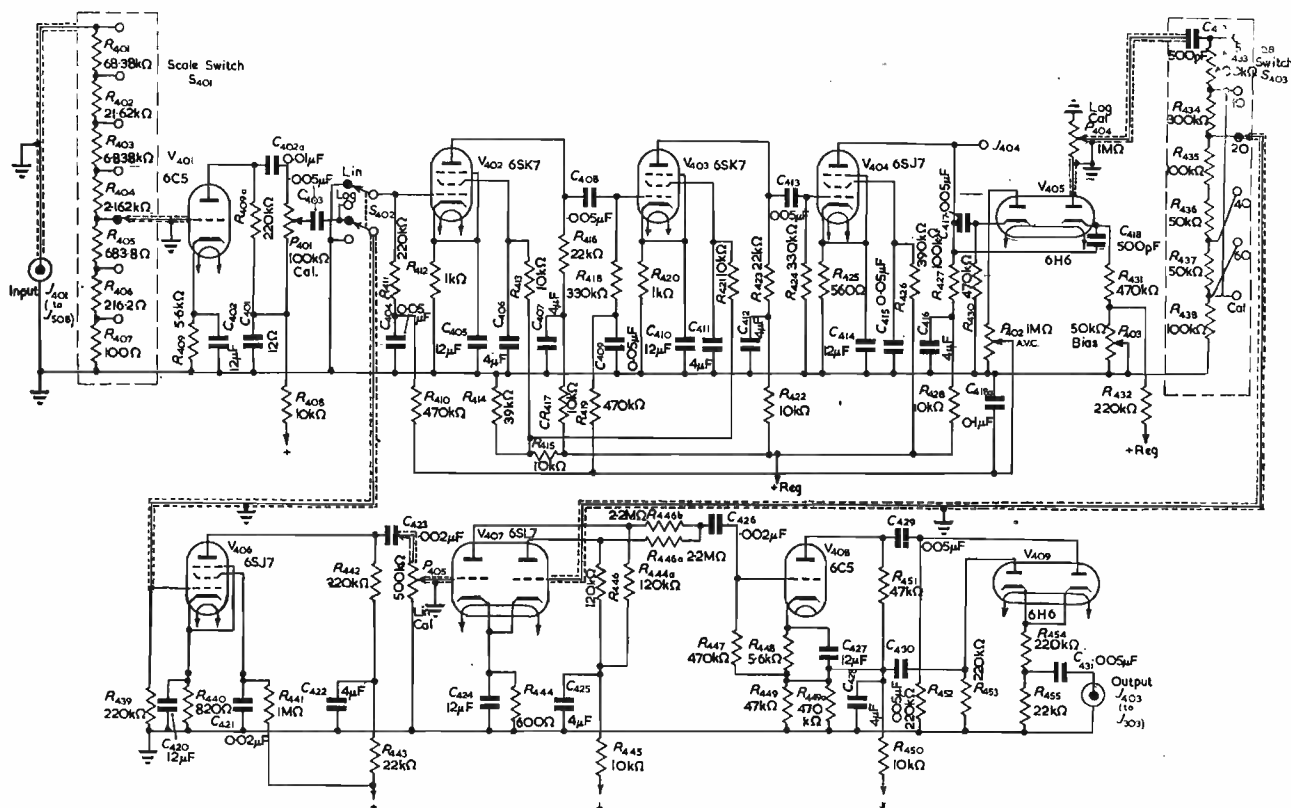 Scale Switch
S401
R401
68·38kΩ
R402
21·62kΩ
R403
6·838kΩ
R404
2·162kΩ
R405
683·8Ω
R406
216·2Ω
R407
100Ω
Input J401
(to
J508)
V401
6C5
C402a
0·01μF
·005μF
C403
R409a
220kΩ
P401
100kΩ
Cal.
5·6kΩ
R409
C402
12μF
C401
12Ω
R408
10kΩ
+
Lin
Log
S402
V402 6SK7
220kΩ
R411
R412
1kΩ
C404
·005μF
C405
12μF
C406
4μF
R413
10kΩ
C407
4μF
R410
470kΩ
R414
39kΩ
R415
10kΩ
C408
·005μF
R416
22kΩ
R418
330kΩ
C409
0·05μF
CR417
10kΩ
R419
470kΩ
V403 6SK7
R420
1kΩ
C410
12μF
C411
4μF
R421
10kΩ
C412
4μF
R423
22kΩ
R422
10kΩ
C413
·005μF
R424
330kΩ
V404 6SJ7
R425
560Ω
C414
12μF
C415
0·05μF
R426
390kΩ
C416
4μF
R427
100kΩ
R428
10kΩ
+Reg
J404
C417
·005μF
R430
470kΩ
V405
6H6
P402 1MΩ
A.V.C.
C418a
0·1μF
C418
500pF
R431
470kΩ
50kΩ
Bias
P403
R432
220kΩ
+Reg
Log
Cal
P404
1MΩ
500pF
Switch
S403
10
R434
300kΩ
20
R435
100kΩ
40
R436
50kΩ
R437
50kΩ
60
Cal
R438
100kΩ
V406
6SJ7
R439
220kΩ
C420
12μF
R440
820Ω
C421
0·02μF
R441
1MΩ
C422
4μF
R442
220kΩ
R443
22kΩ
+
C423
·002μF
500kΩ
P405
Lin
Cal
V407 6SL7
C424
12μF
R444
600Ω
C425
4μF
120kΩ
R446
R444a
120kΩ
R445
10kΩ
+
2·2MΩ R446b
R446a
2·2MΩ
C426
·002μF
R447
470kΩ
V408
6C5
R448
5·6kΩ
C427
12μF
R449
47kΩ
R449a
470
kΩ
C428
4μF
R451
47kΩ
R450
10kΩ
C429
·005μF
C430
·005μF
220kΩ
R452
220kΩ
R453
V409
6H6
R454
220kΩ
C431
·005μF
R455
22kΩ
Output
J403
(to
J303)